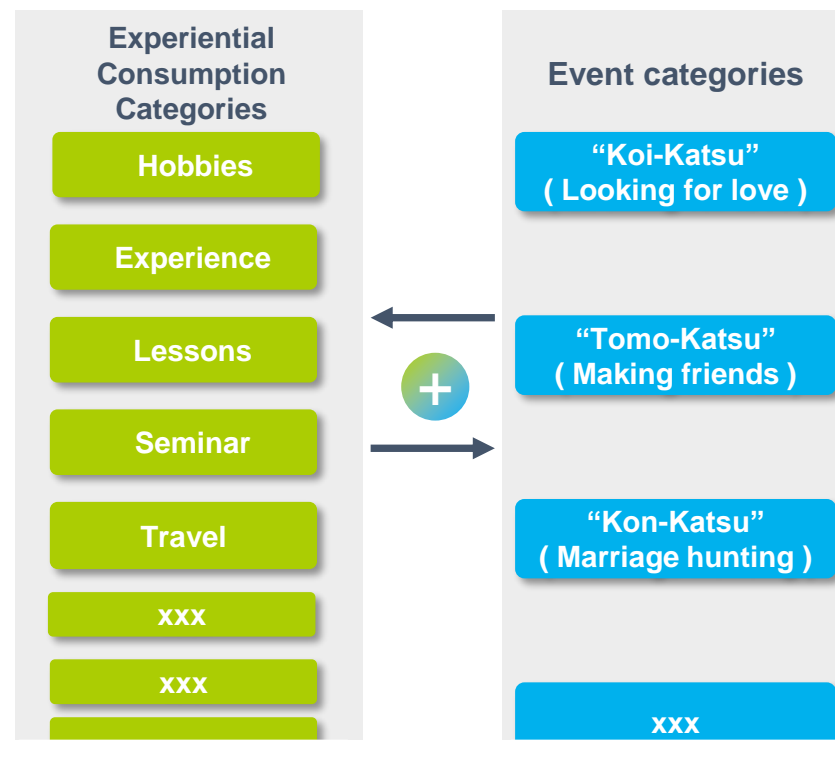 Experiential
Consumption
Categories
Hobbies
Experience
Lessons
Seminar
Travel
xxx
xxx
+
Event categories
“Koi-Katsu”
( Looking for love )
“Tomo-Katsu”
( Making friends )
“Kon-Katsu”
( Marriage hunting )
xxx